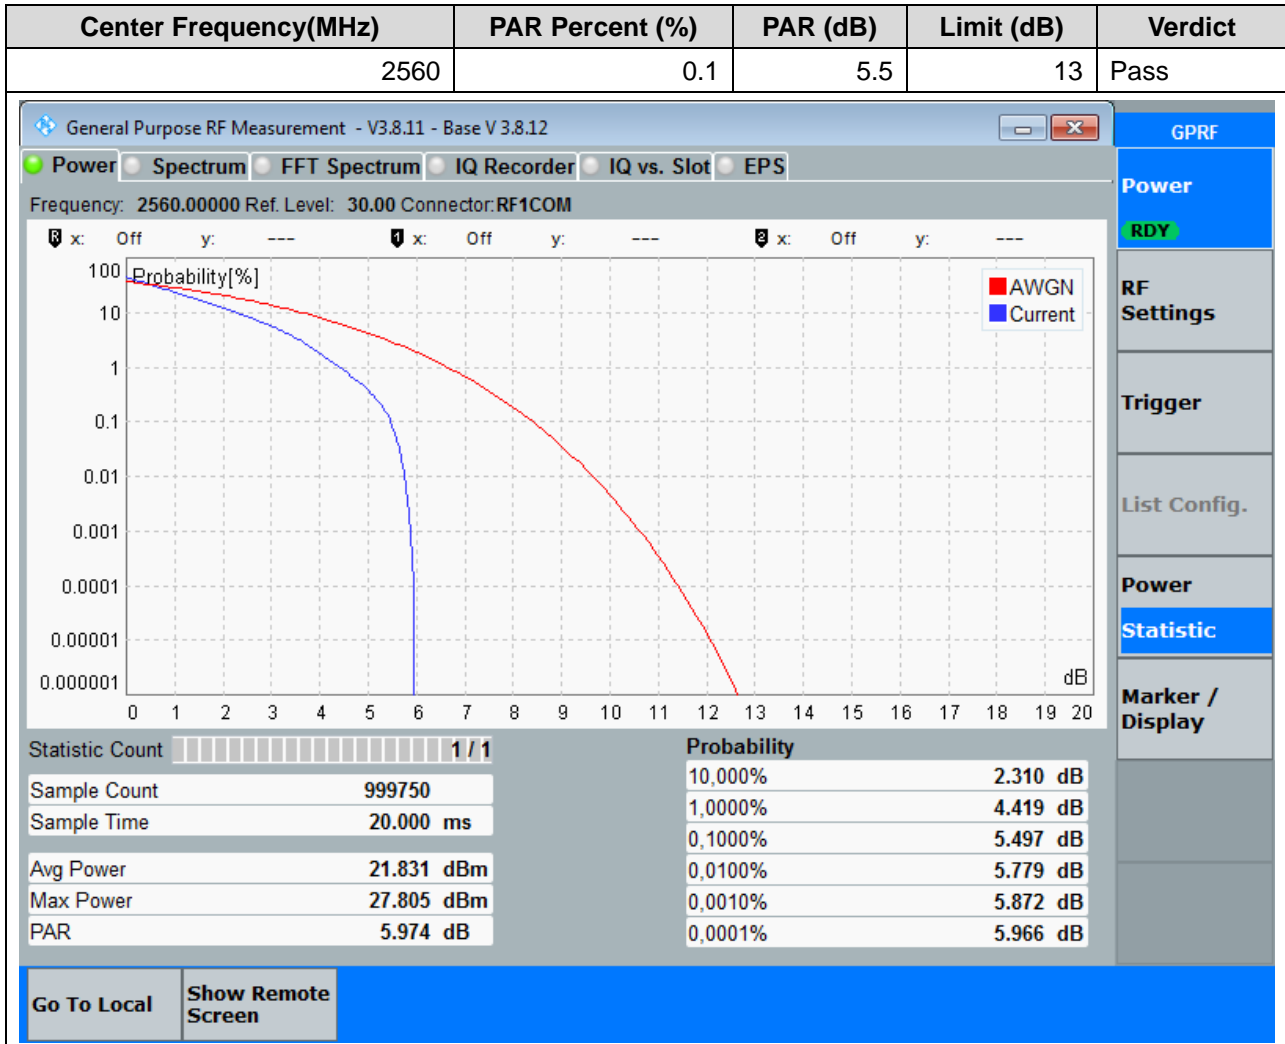 Center Frequency(MHz) PAR Percent (%) PAR (dB) Limit (dB) Verdict
2560 0.1 5.5 13 Pass
General Purpose RF Measurement - V3.8.11 - Base V 3.8.12
GPRF
Power Spectrum FFT Spectrum IQ Recorder IQ vs. Slot EPS
Power
RDY
Frequency: 2560.00000 Ref. Level: 30.00 Connector:RF1COM
R x: Off y: --- 1 x: Off y: --- 2 x: Off y: ---
100 Probability[%]
AWGN
Current
10
1
0.1
0.01
0.001
0.0001
0.00001
0.000001
dB
0 1 2 3 4 5 6 7 8 9 10 11 12 13 14 15 16 17 18 19 20
RF
Settings
Trigger
List Config.
Power
Statistic
Marker /
Display
Statistic Count 1 / 1
Sample Count 999750
Sample Time 20.000 ms
Avg Power 21.831 dBm
Max Power 27.805 dBm
PAR 5.974 dB
Probability
10,000% 2.310 dB
1,0000% 4.419 dB
0,1000% 5.497 dB
0,0100% 5.779 dB
0,0010% 5.872 dB
0,0001% 5.966 dB
Go To Local
Show Remote
Screen